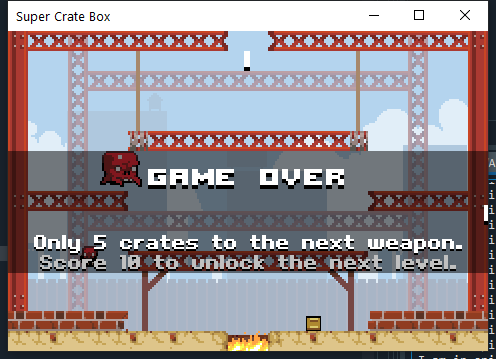 Super Crate Box
GAME OVER
Only 5 crates to the next weapon.
Score 10 to unlock the next level.